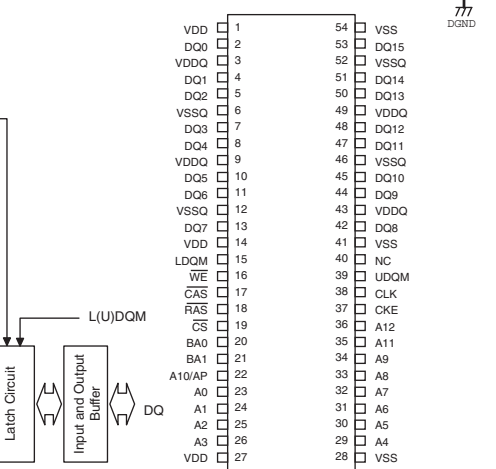 DGND
VDD 1 54 VSS
DQ0 2 53 DQ15
VDDQ 3 52 VSSQ
DQ1 4 51 DQ14
DQ2 5 50 DQ13
VSSQ 6 49 VDDQ
DQ3 7 48 DQ12
DQ4 8 47 DQ11
VDDQ 9 46 VSSQ
DQ5 10 45 DQ10
DQ6 11 44 DQ9
VSSQ 12 43 VDDQ
DQ7 13 42 DQ8
VDD 14 41 VSS
LDQM 15 40 NC
WE 16 39 UDQM
CAS 17 38 CLK
RAS 18 37 CKE
CS 19 36 A12
BA0 20 35 A11
BA1 21 34 A9
A10/AP 22 33 A8
A0 23 32 A7
A1 24 31 A6
A2 25 30 A5
A3 26 29 A4
VDD 27 28 VSS
L(U)DQM
Latch Circuit
Input and Output
Buffer
DQ